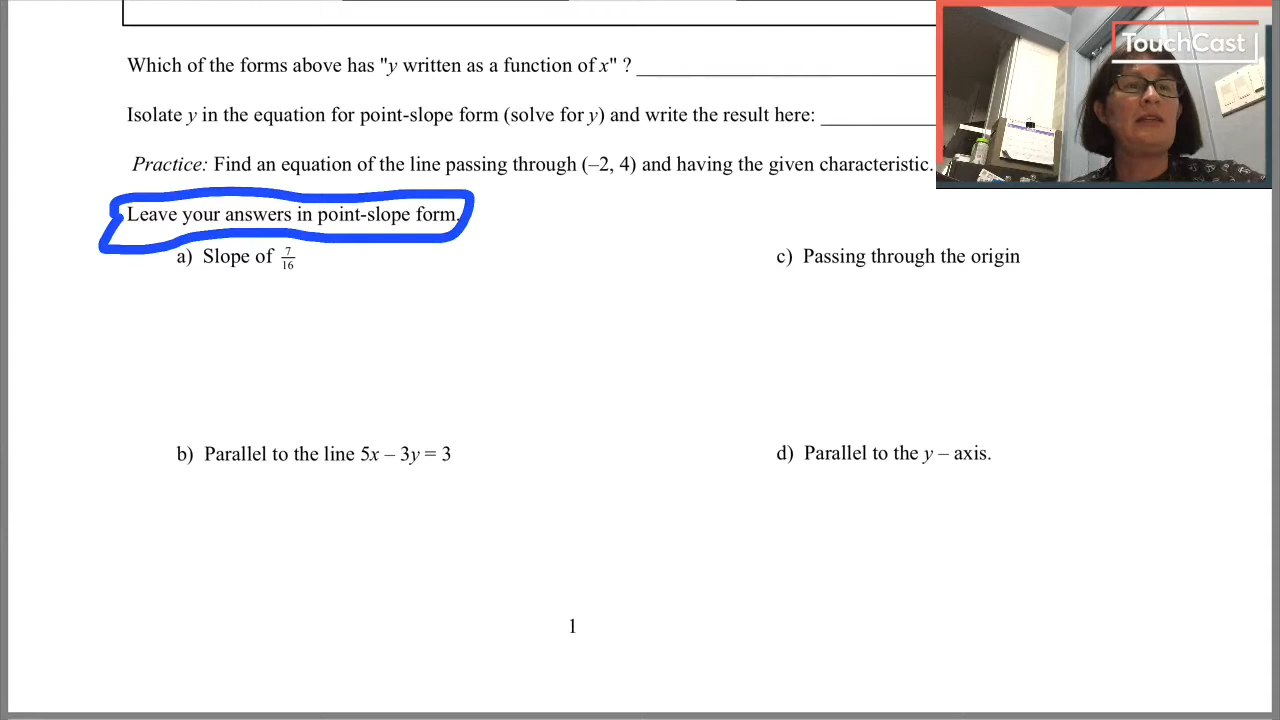 Which of the forms above has "y written as a function of x" ? ____________________
TouchCast
Isolate y in the equation for point-slope form (solve for y) and write the result here: ___________
Practice: Find an equation of the line passing through (–2, 4) and having the given characteristic.
Leave your answers in point-slope form.
a) Slope of 7/16
c) Passing through the origin
b) Parallel to the line 5x – 3y = 3
d) Parallel to the y – axis.
1